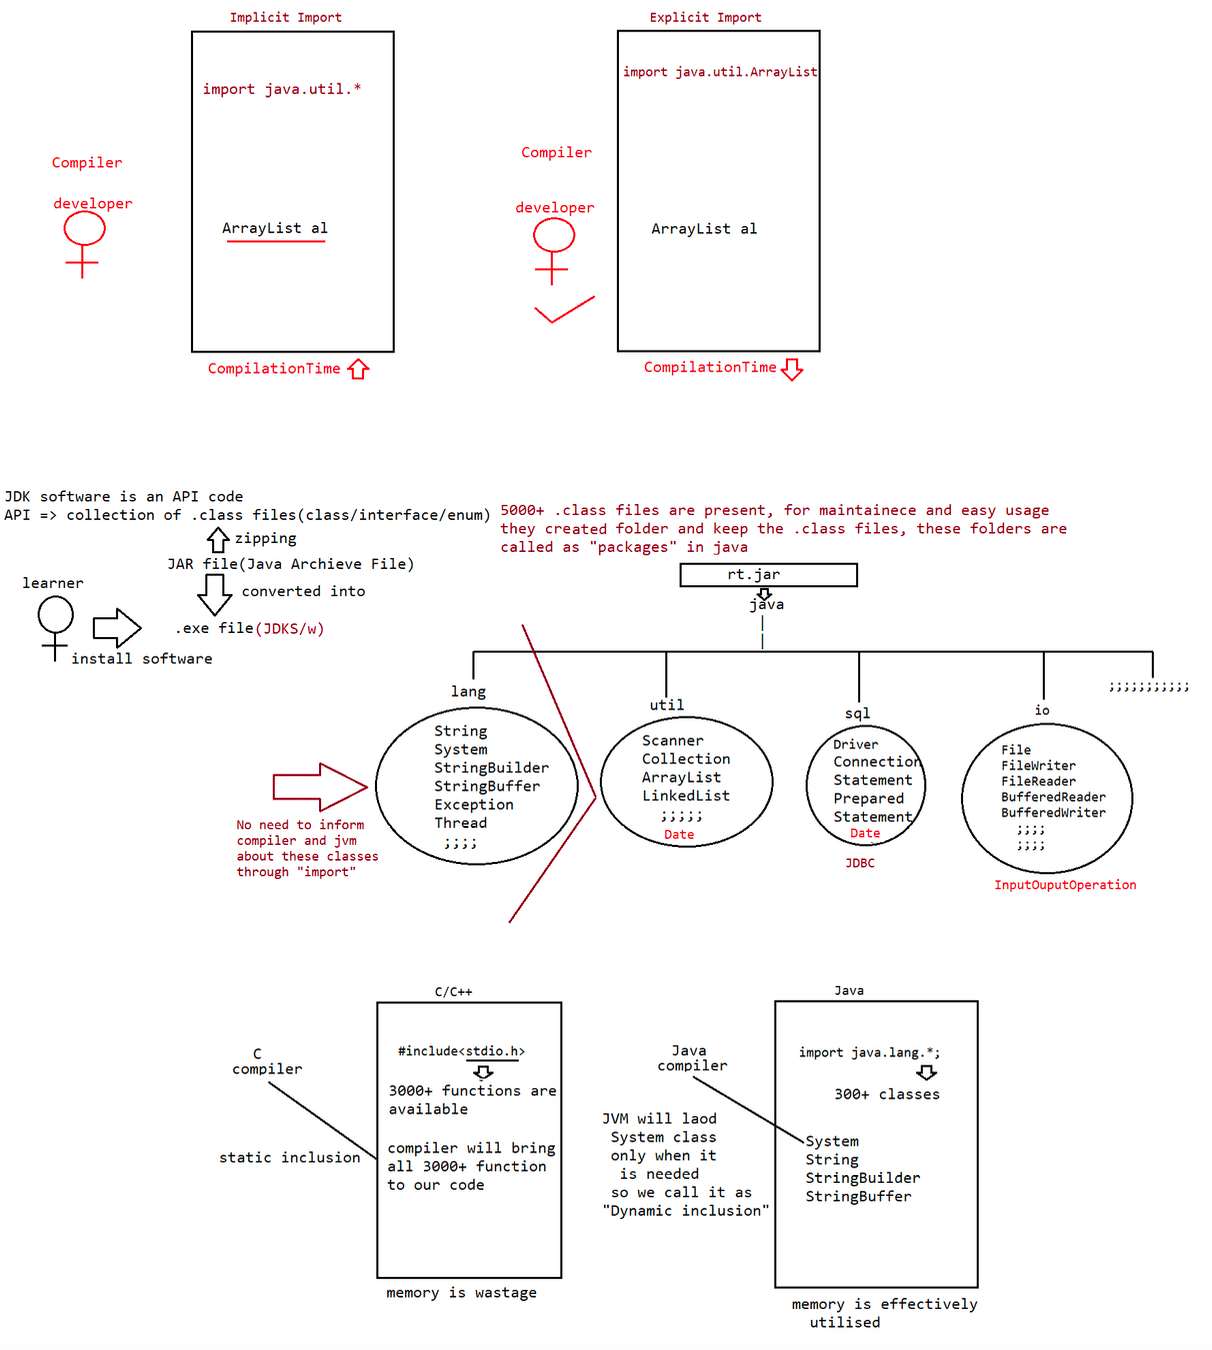 Implicit Import
import java.util.*
Compiler
developer
ArrayList al
CompilationTime
Explicit Import
import java.util.ArrayList
Compiler
developer
ArrayList al
CompilationTime
JDK software is an API code
API => collection of .class files(class/interface/enum)
zipping
JAR file(Java Archieve File)
converted into
.exe file(JDKS/w)
learner
install software
5000+ .class files are present, for maintainece and easy usage
they created folder and keep the .class files, these folders are
called as "packages" in java
rt.jar
java
lang
String
System
StringBuilder
StringBuffer
Exception
Thread
;;;;
No need to inform
compiler and jvm
about these classes
through "import"
util
Scanner
Collection
ArrayList
LinkedList
;;;;;
Date
sql
Driver
Connection
Statement
Prepared
Statement
Date
JDBC
io
File
FileWriter
FileReader
BufferedReader
BufferedWriter
;;;;
;;;;
InputOuputOperation
;;;;;;;;;;;
C/C++
C
compiler
static inclusion
#include<stdio.h>
3000+ functions are
available
compiler will bring
all 3000+ function
to our code
memory is wastage
Java
Java
compiler
JVM will laod
System class
only when it
is needed
so we call it as
"Dynamic inclusion"
import java.lang.*;
300+ classes
System
String
StringBuilder
StringBuffer
memory is effectively
utilised